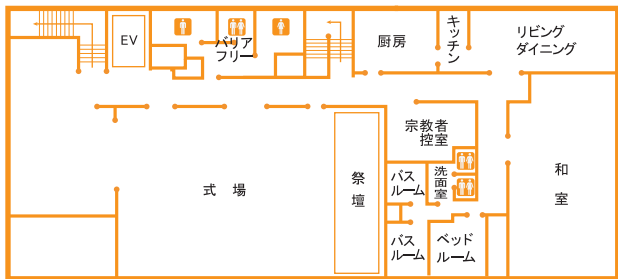 EV
バリア
フリー
厨房
キッチン
リビング
ダイニング
宗教者
控室
式場
祭壇
バス
ルーム
洗面室
和室
バス
ルーム
ベッド
ルーム